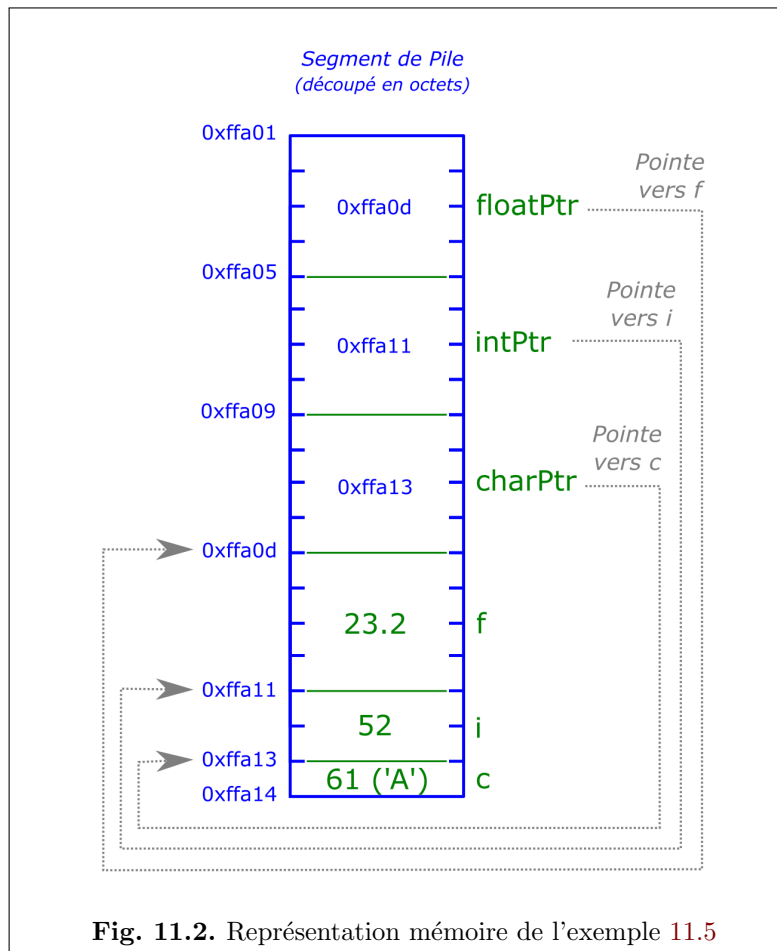 Segment de Pile
(découpé en octets)
0xffa01
Pointe
vers f
0xffa0d
floatPtr
0xffa05
Pointe
vers i
0xffa11
intPtr
0xffa09
Pointe
vers c
0xffa13
charPtr
0xffa0d
23.2
f
0xffa11
52
i
0xffa13
61 ('A')
c
0xffa14
Fig. 11.2. Représentation mémoire de l'exemple 11.5